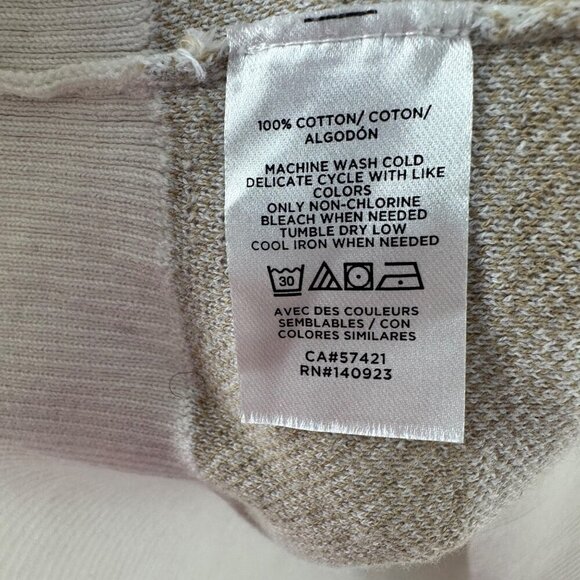 100% COTTON/ COTON/
ALGODÓN
MACHINE WASH COLD
DELICATE CYCLE WITH LIKE
COLORS
ONLY NON-CHLORINE
BLEACH WHEN NEEDED
TUMBLE DRY LOW
COOL IRON WHEN NEEDED
30
AVEC DES COULEURS
SEMBLABLES / CON
COLORES SIMILARES
CA#57421
RN#140923